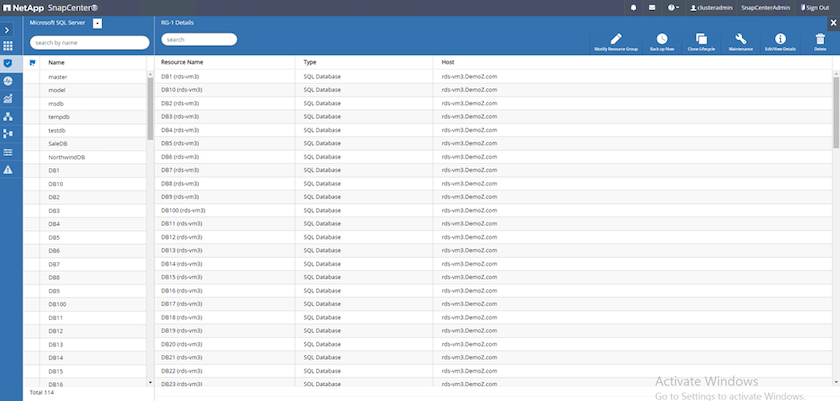 NetApp SnapCenter® clusteradmin SnapCenterAdmin Sign Out
Microsoft SQL Server RG-1 Details
search by name search
Modify Resource Group Back up Now Clone Lifecycle Maintenance Edit/View Details Delete
Name Resource Name Type Host
master DB1 (rds-vm3) SQL Database rds-vm3.DemoZ.com
model DB10 (rds-vm3) SQL Database rds-vm3.DemoZ.com
msdb DB2 (rds-vm3) SQL Database rds-vm3.DemoZ.com
tempdb DB3 (rds-vm3) SQL Database rds-vm3.DemoZ.com
testdb DB4 (rds-vm3) SQL Database rds-vm3.DemoZ.com
SaleDB DB5 (rds-vm3) SQL Database rds-vm3.DemoZ.com
NorthwindDB DB6 (rds-vm3) SQL Database rds-vm3.DemoZ.com
DB1 DB7 (rds-vm3) SQL Database rds-vm3.DemoZ.com
DB10 DB8 (rds-vm3) SQL Database rds-vm3.DemoZ.com
DB2 DB9 (rds-vm3) SQL Database rds-vm3.DemoZ.com
DB3 DB100 (rds-vm3) SQL Database rds-vm3.DemoZ.com
DB4 DB11 (rds-vm3) SQL Database rds-vm3.DemoZ.com
DB5 DB12 (rds-vm3) SQL Database rds-vm3.DemoZ.com
DB6 DB13 (rds-vm3) SQL Database rds-vm3.DemoZ.com
DB7 DB14 (rds-vm3) SQL Database rds-vm3.DemoZ.com
DB8 DB15 (rds-vm3) SQL Database rds-vm3.DemoZ.com
DB9 DB16 (rds-vm3) SQL Database rds-vm3.DemoZ.com
DB100 DB17 (rds-vm3) SQL Database rds-vm3.DemoZ.com
DB11 DB18 (rds-vm3) SQL Database rds-vm3.DemoZ.com
DB12 DB19 (rds-vm3) SQL Database rds-vm3.DemoZ.com
DB13 DB20 (rds-vm3) SQL Database rds-vm3.DemoZ.com
DB14 DB21 (rds-vm3) SQL Database rds-vm3.DemoZ.com
DB15 DB22 (rds-vm3) SQL Database rds-vm3.DemoZ.com
DB16 DB23 (rds-vm3) SQL Database rds-vm3.DemoZ.com
Total 114
Activate Windows
Go to Settings to activate Windows.